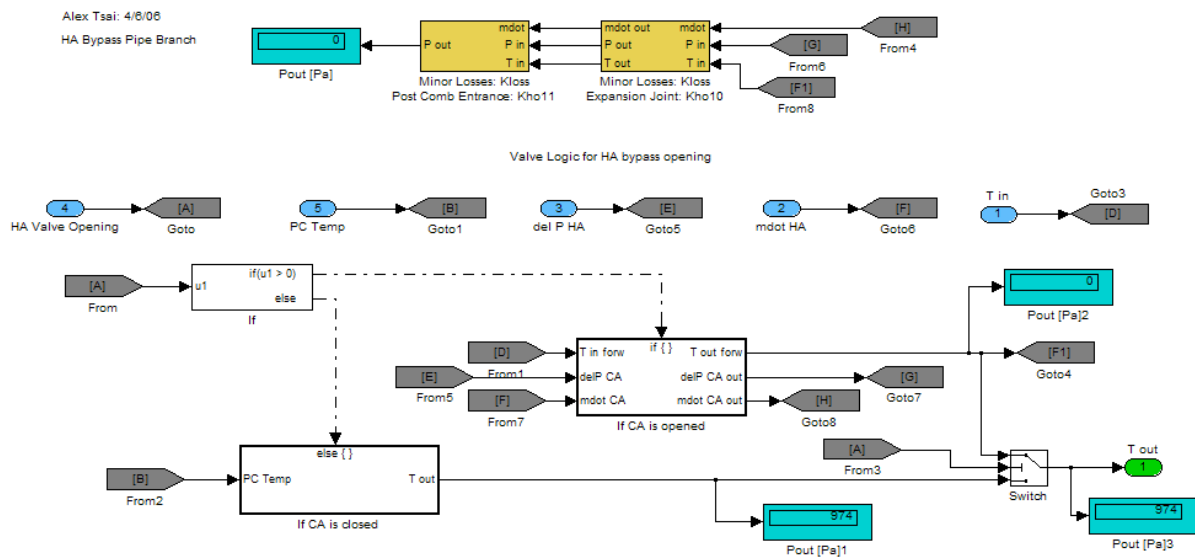 Alex Tsai: 4/6/06
HA Bypass Pipe Branch
0
Pout [Pa]
P out
mdot
P in
T in
Minor Losses: Kloss
Post Comb Entrance: Kho11
mdot out
P out
T out
mdot
P in
T in
Minor Losses: Kloss
Expansion Joint: Kho10
[H]
From4
[G]
From6
[F1]
From8
Valve Logic for HA bypass opening
4
HA Valve Opening
[A]
Goto
5
PC Temp
[B]
Goto1
3
del P HA
[E]
Goto5
2
mdot HA
[F]
Goto6
T in
1
Goto3
[D]
[A]
From
u1
if(u1 > 0)
else
If
0
Pout [Pa]2
[D]
From1
[E]
From5
[F]
From7
if { }
T in forw
delP CA
mdot CA
T out forw
delP CA out
mdot CA out
If CA is opened
[F1]
Goto4
[G]
Goto7
[H]
Goto8
[B]
From2
else { }
PC Temp
T out
If CA is closed
[A]
From3
Switch
T out
1
974
Pout [Pa]1
974
Pout [Pa]3